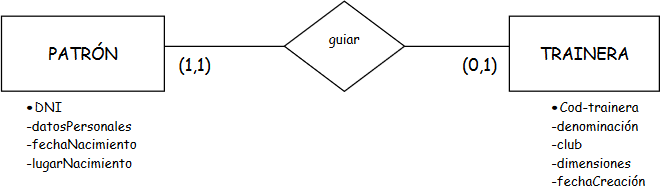 PATRÓN
guiar
TRAINERA
(1,1)
(0,1)
•DNI
-datosPersonales
-fechaNacimiento
-lugarNacimiento
•Cod-trainera
-denominación
-club
-dimensiones
-fechaCreación